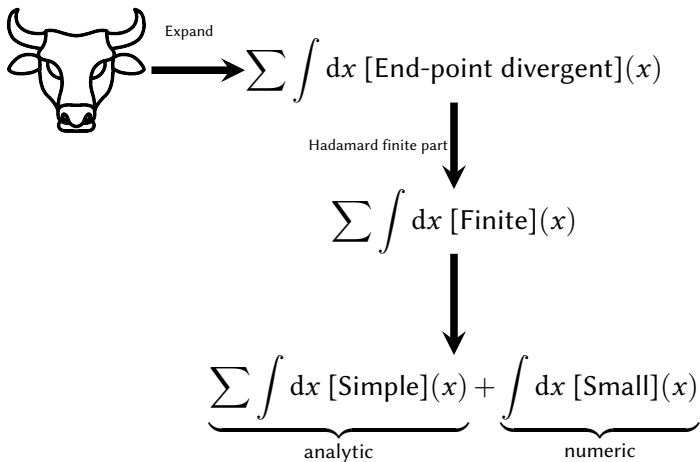 Expand
∑ ∫ dx [End-point divergent](x)
Hadamard finite part
∑ ∫ dx [Finite](x)
∑ ∫ dx [Simple](x) + ∫ dx [Small](x)
analytic numeric